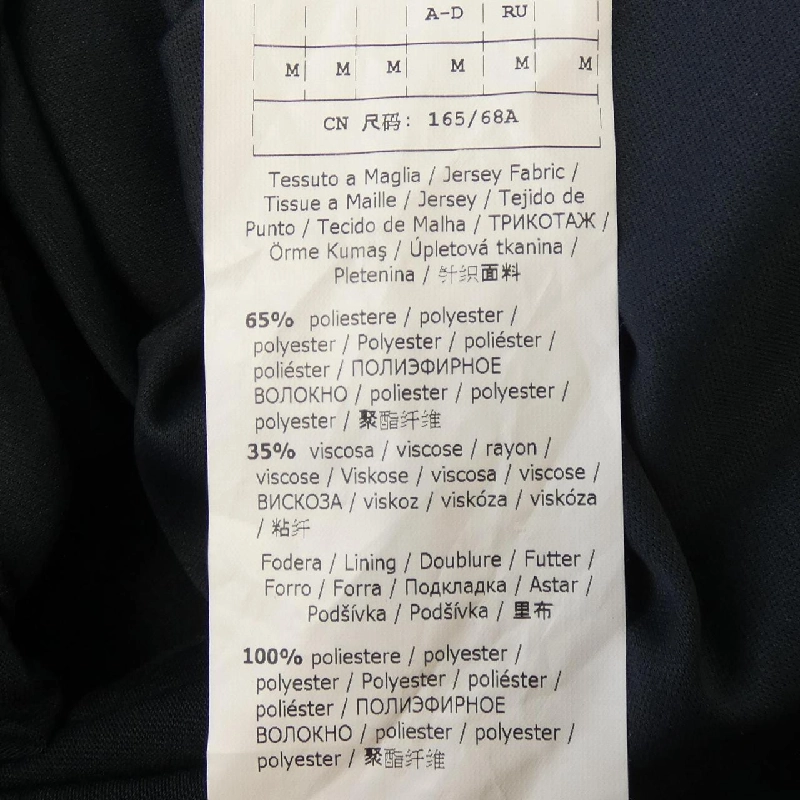 A-D RU
M M M M M M
CN 尺码: 165/68A
Tessuto a Maglia / Jersey Fabric /
Tissue a Maille / Jersey / Tejido de
Punto / Tecido de Malha / ТРИКОТАЖ /
Örme Kumaş / Úpletová tkanina /
Pletenina / 针织面料
65% poliestere / polyester /
polyester / Polyester / poliéster /
poliéster / ПОЛИЭФИРНОЕ
ВОЛОКНО / poliester / polyester /
polyester / 聚酯纤维
35% viscosa / viscose / rayon /
viscose / Viskose / viscosa / viscose /
ВИСКОЗА / viskoz / viskóza / viskóza
/ 粘纤
Fodera / Lining / Doublure / Futter /
Forro / Forra / Подкладка / Astar /
Podšívka / Podšívka / 里布
100% poliestere / polyester /
polyester / Polyester / poliéster /
poliéster / ПОЛИЭФИРНОЕ
ВОЛОКНО / poliester / polyester /
polyester / 聚酯纤维